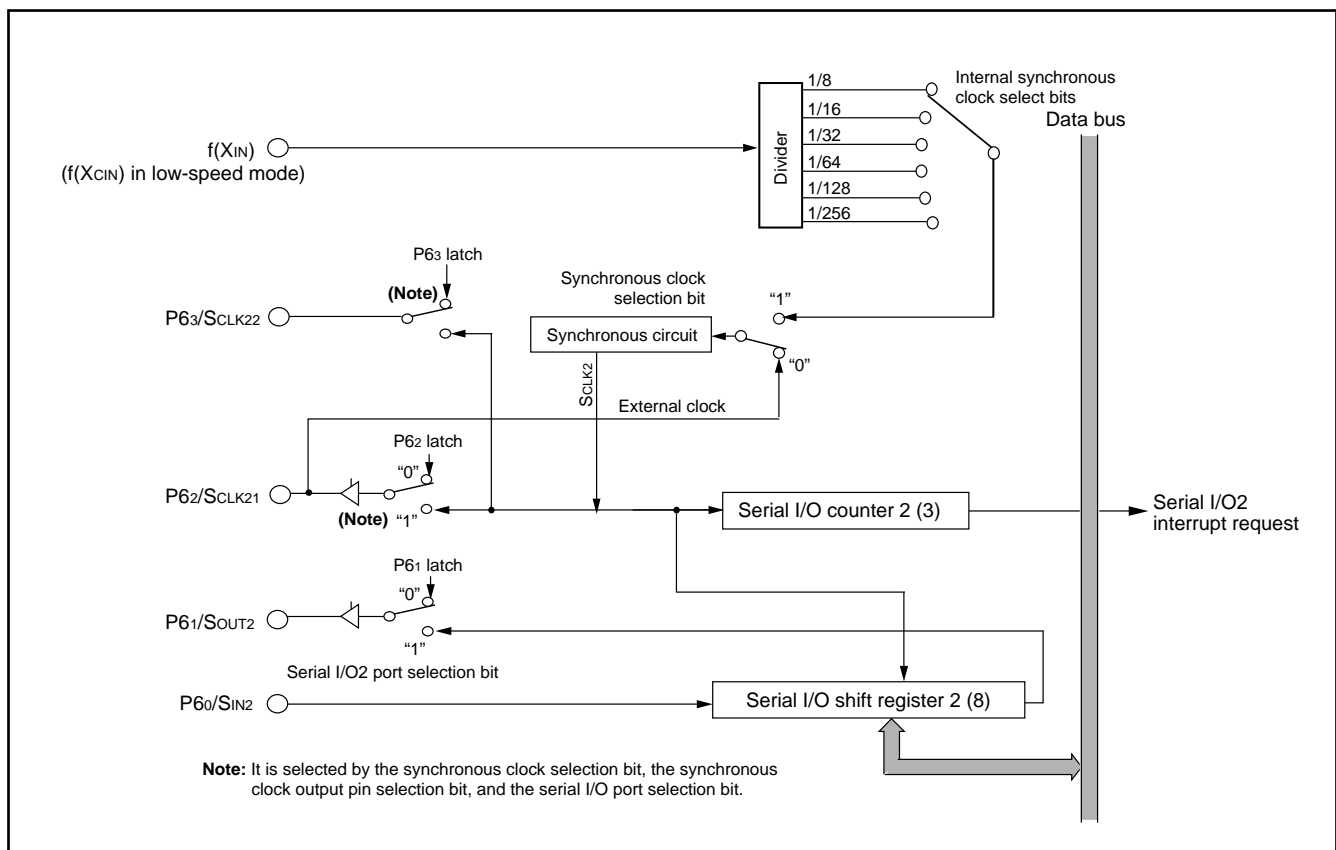 1/8
1/16
1/32
1/64
1/128
1/256
Divider
Internal synchronous
clock select bits
Data bus
f(XIN)
(f(XCIN) in low-speed mode)
P63 latch
(Note)
P63/SCLK22
Synchronous clock
selection bit
“1”
Synchronous circuit
“0”
SCLK2
External clock
P62 latch
“0”
P62/SCLK21
(Note) “1”
Serial I/O counter 2 (3)
Serial I/O2
interrupt request
P61 latch
“0”
P61/SOUT2
“1”
Serial I/O2 port selection bit
P60/SIN2
Serial I/O shift register 2 (8)
Note: It is selected by the synchronous clock selection bit, the synchronous
clock output pin selection bit, and the serial I/O port selection bit.